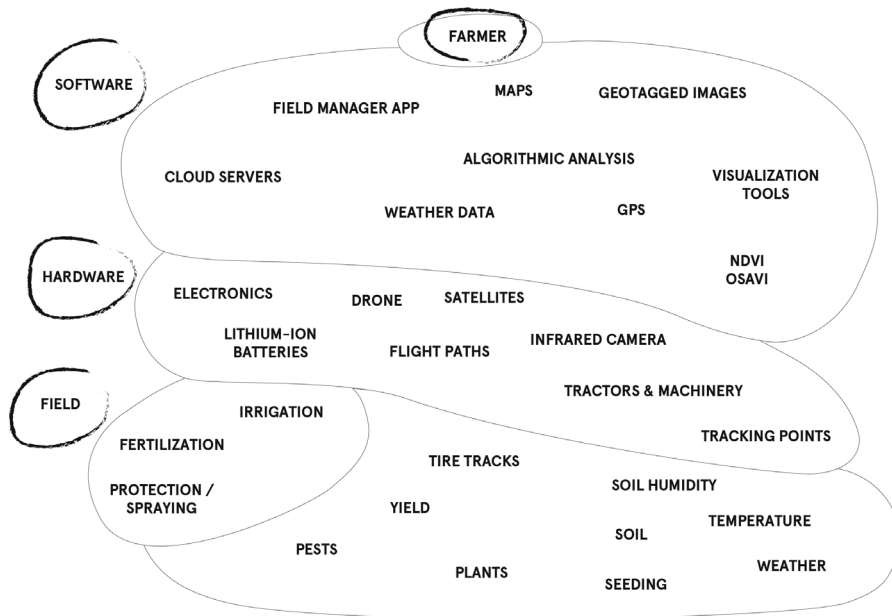 FARMER
SOFTWARE
MAPS
GEOTAGGED IMAGES
FIELD MANAGER APP
ALGORITHMIC ANALYSIS
CLOUD SERVERS
VISUALIZATION
TOOLS
WEATHER DATA
GPS
NDVI
OSAVI
HARDWARE
ELECTRONICS
DRONE
SATELLITES
LITHIUM-ION
BATTERIES
INFRARED CAMERA
FLIGHT PATHS
TRACTORS & MACHINERY
TRACKING POINTS
FIELD
IRRIGATION
FERTILIZATION
PROTECTION /
SPRAYING
TIRE TRACKS
SOIL HUMIDITY
YIELD
TEMPERATURE
SOIL
PESTS
WEATHER
PLANTS
SEEDING